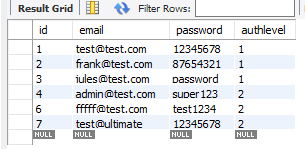 Result Grid Filter Rows:
id email password authlevel
1 test@test.com 12345678 1
2 frank@test.com 87654321 1
3 jules@test.com password 1
4 admin@test.com super123 2
6 fffff@test.com test1234 2
7 test@ultimate 12345678 2
NULL NULL NULL NULL